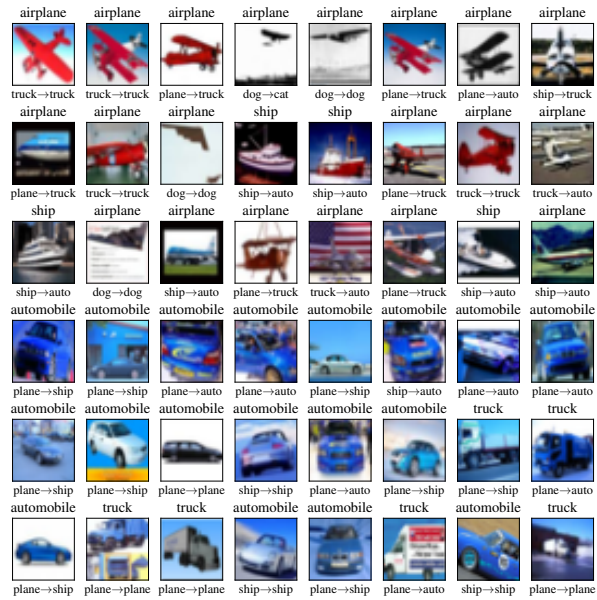 airplane airplane airplane airplane airplane airplane airplane airplane
truck→truck truck→truck plane→truck dog→cat dog→dog plane→truck plane→auto ship→truck
airplane airplane airplane ship ship airplane airplane airplane
plane→truck truck→truck dog→dog ship→auto ship→auto plane→truck truck→truck truck→auto
ship airplane airplane airplane airplane airplane ship airplane
ship→auto dog→dog ship→auto plane→truck truck→auto plane→truck ship→auto ship→auto
automobile automobile automobile automobile automobile automobile automobile automobile
plane→ship plane→ship plane→auto plane→auto plane→ship ship→auto plane→auto plane→auto
automobile automobile automobile automobile automobile automobile truck truck
plane→ship plane→ship plane→plane ship→ship plane→auto plane→ship plane→ship plane→auto
automobile truck truck automobile automobile truck automobile truck
plane→ship plane→plane plane→plane ship→ship plane→ship plane→auto ship→ship plane→plane